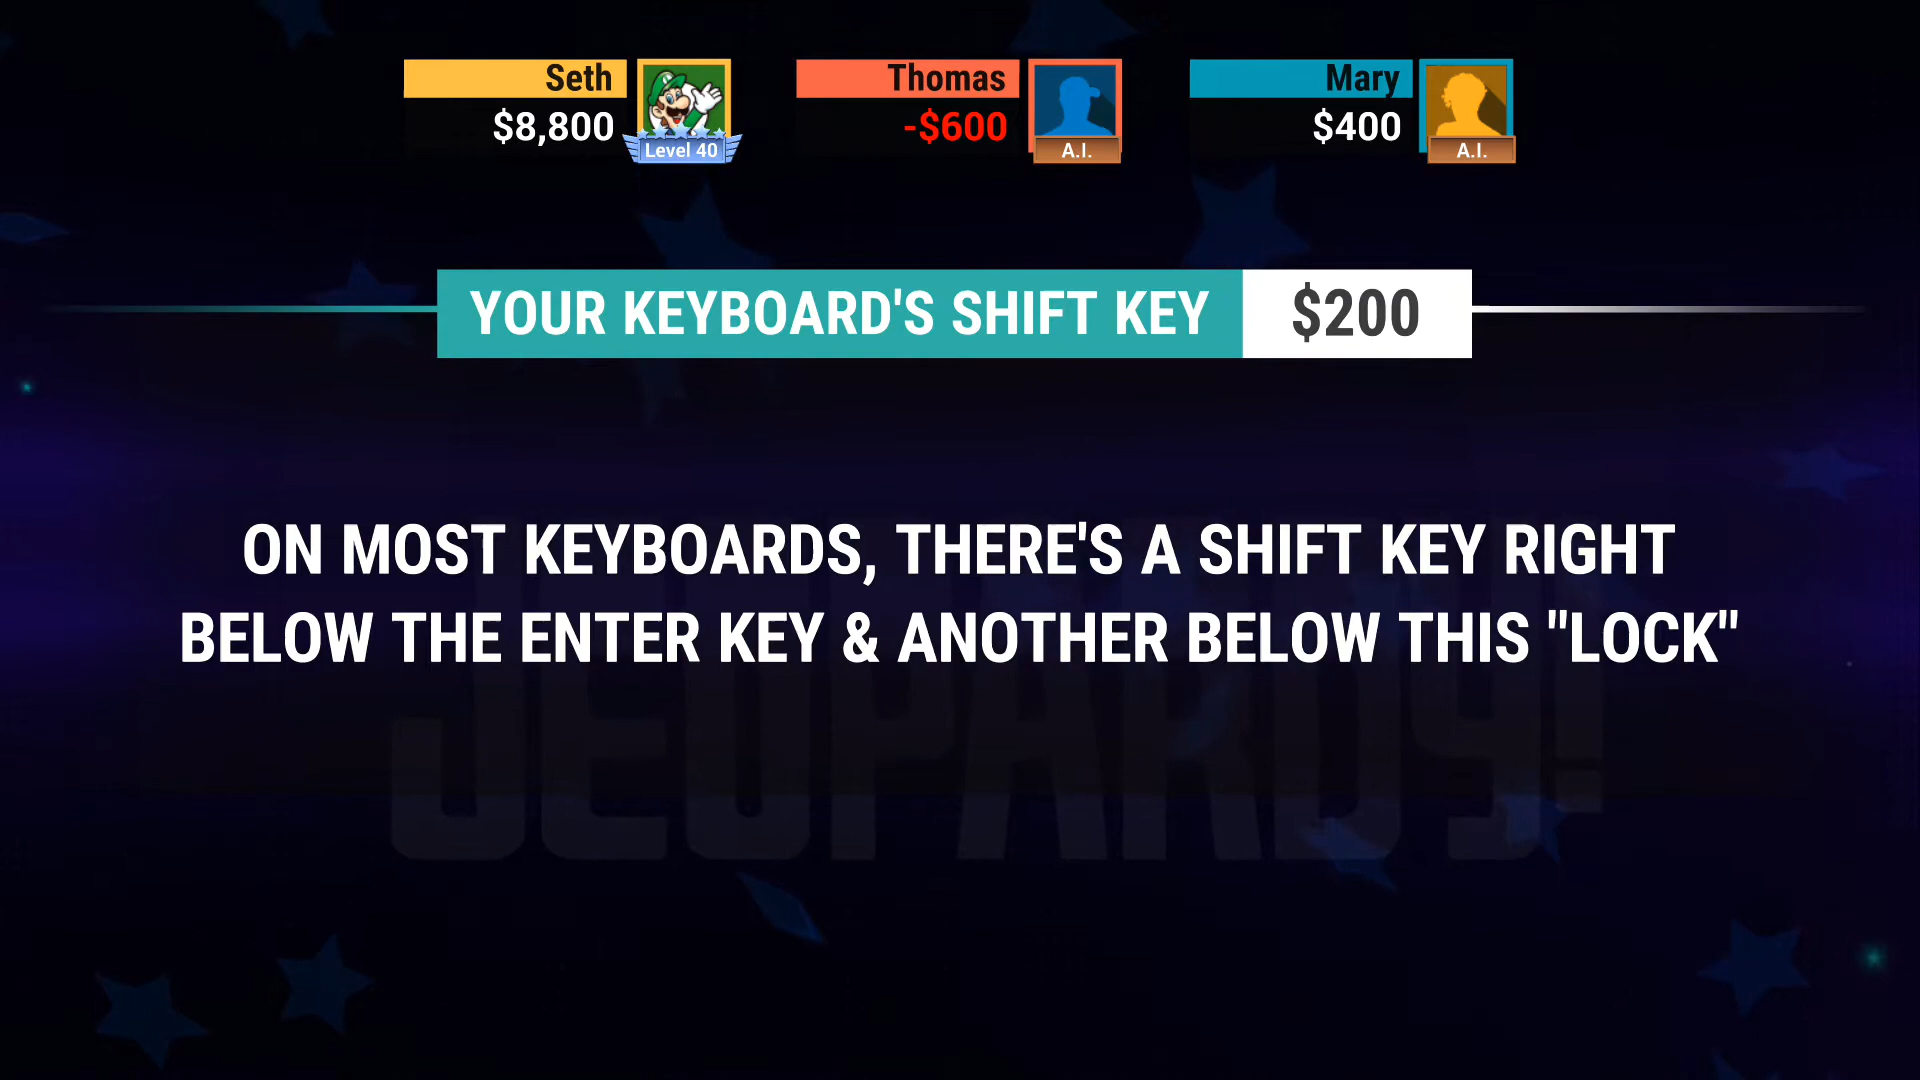 Seth
$8,800
Level 40
Thomas
-$600
A.I.
Mary
$400
A.I.
YOUR KEYBOARD'S SHIFT KEY $200
ON MOST KEYBOARDS, THERE'S A SHIFT KEY RIGHT
BELOW THE ENTER KEY & ANOTHER BELOW THIS "LOCK"
JEOPARDY!